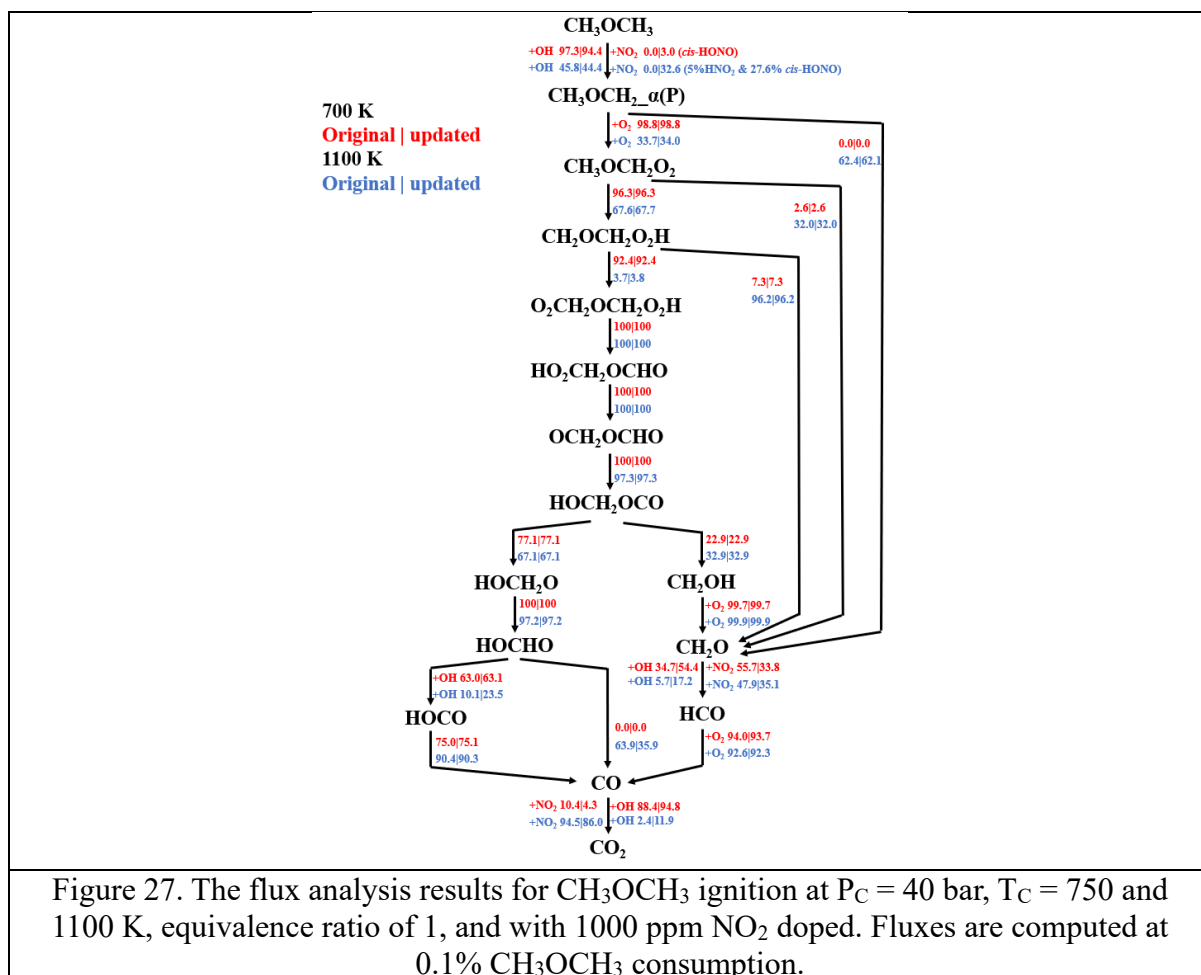 CH₃OCH₃
+OH 97.3|94.4 +NO₂ 0.0|3.0 (cis-HONO)
+OH 45.8|44.4 +NO₂ 0.0|32.6 (5%HNO₂ & 27.6% cis-HONO)
CH₃OCH₂_α(P)
700 K
Original | updated
1100 K
Original | updated
+O₂ 98.8|98.8
+O₂ 33.7|34.0
0.0|0.0
62.4|62.1
CH₃OCH₂O₂
96.3|96.3
67.6|67.7
2.6|2.6
32.0|32.0
CH₂OCH₂O₂H
92.4|92.4
3.7|3.8
7.3|7.3
96.2|96.2
O₂CH₂OCH₂O₂H
100|100
100|100
HO₂CH₂OCHO
100|100
100|100
OCH₂OCHO
100|100
97.3|97.3
HOCH₂OCO
77.1|77.1
67.1|67.1
22.9|22.9
32.9|32.9
HOCH₂O
CH₂OH
100|100
97.2|97.2
+O₂ 99.7|99.7
+O₂ 99.9|99.9
HOCHO
CH₂O
+OH 63.0|63.1
+OH 10.1|23.5
+OH 34.7|54.4 +NO₂ 55.7|33.8
+OH 5.7|17.2 +NO₂ 47.9|35.1
HOCO
HCO
75.0|75.1
90.4|90.3
0.0|0.0
63.9|35.9
+O₂ 94.0|93.7
+O₂ 92.6|92.3
CO
+NO₂ 10.4|4.3 +OH 88.4|94.8
+NO₂ 94.5|86.0 +OH 2.4|11.9
CO₂
Figure 27. The flux analysis results for CH₃OCH₃ ignition at P_C = 40 bar, T_C = 750 and
1100 K, equivalence ratio of 1, and with 1000 ppm NO₂ doped. Fluxes are computed at
0.1% CH₃OCH₃ consumption.